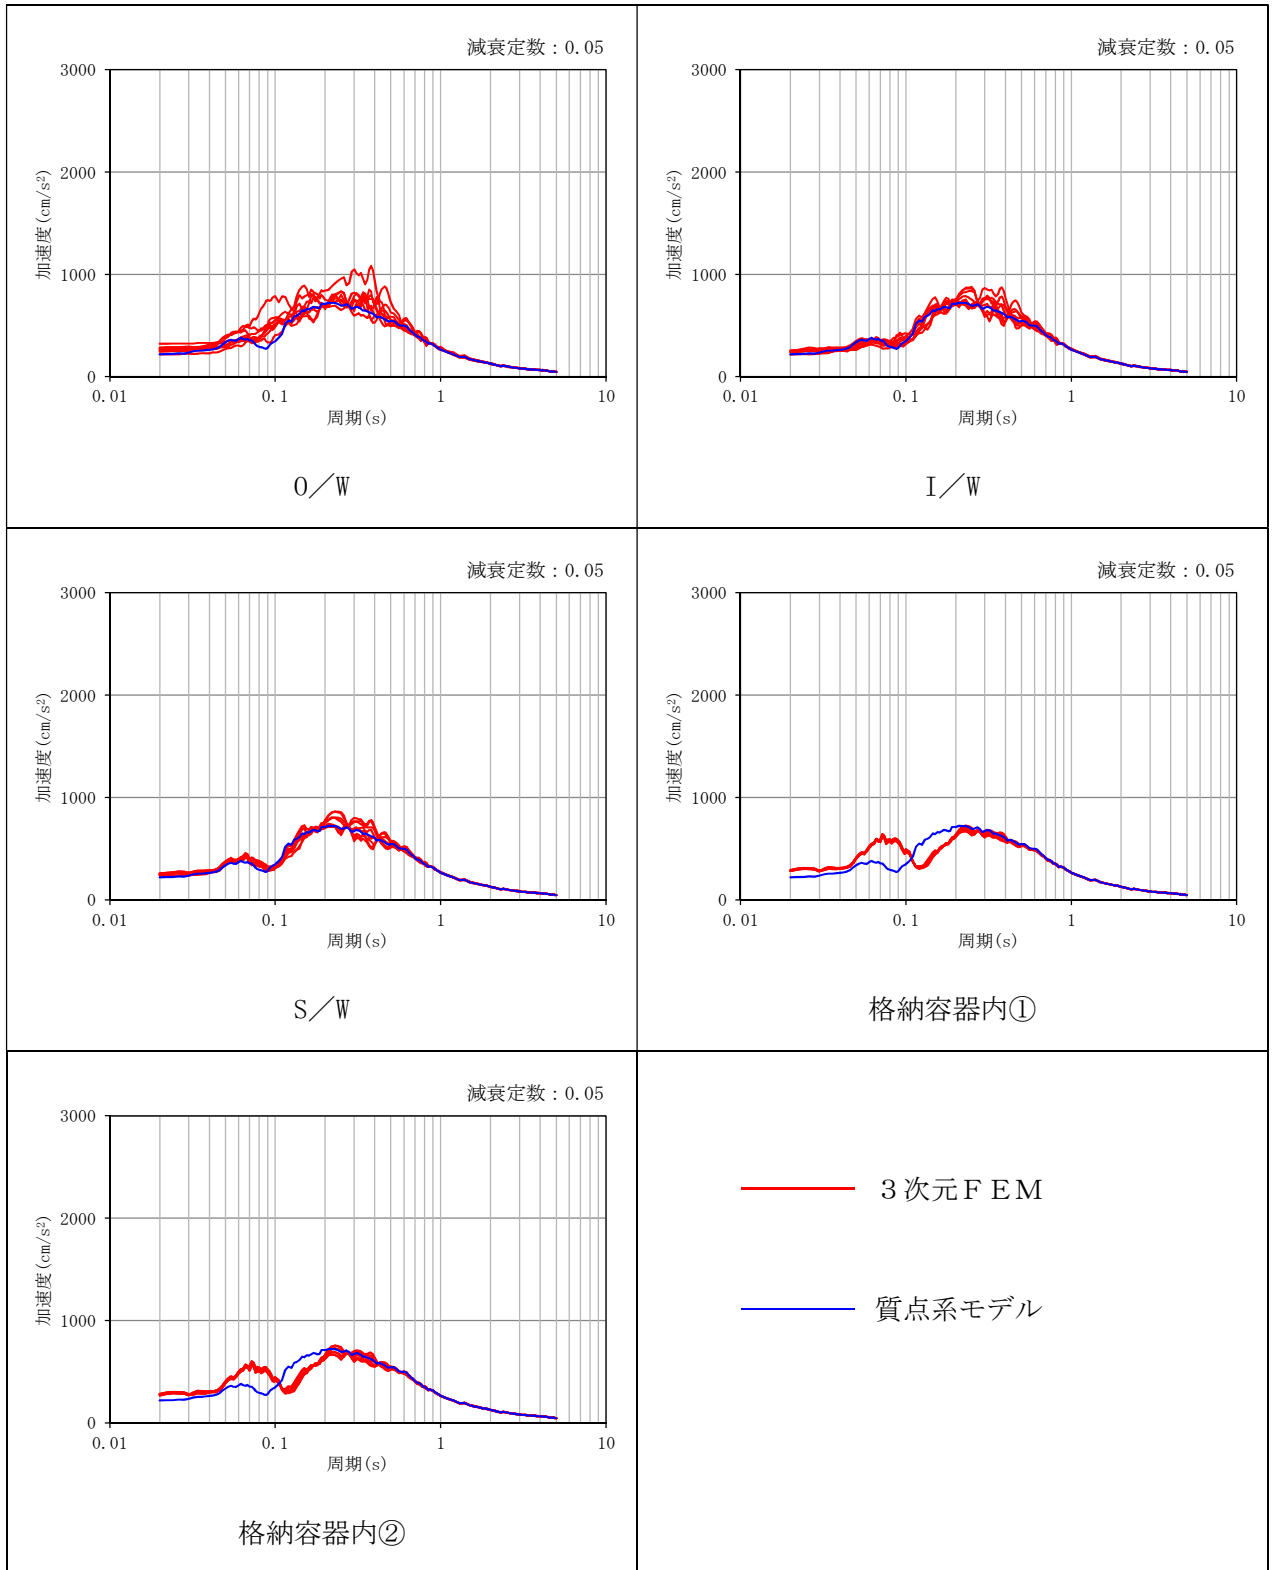 減衰定数：0.05
3000
2000
1000
0
加速度(cm/s²)
0.01
0.1
1
10
周期(s)
O／W
減衰定数：0.05
3000
2000
1000
0
加速度(cm/s²)
0.01
0.1
1
10
周期(s)
I／W
減衰定数：0.05
3000
2000
1000
0
加速度(cm/s²)
0.01
0.1
1
10
周期(s)
S／W
減衰定数：0.05
3000
2000
1000
0
加速度(cm/s²)
0.01
0.1
1
10
周期(s)
格納容器内①
減衰定数：0.05
3000
2000
1000
0
加速度(cm/s²)
0.01
0.1
1
10
周期(s)
格納容器内②
３次元ＦＥＭ
質点系モデル